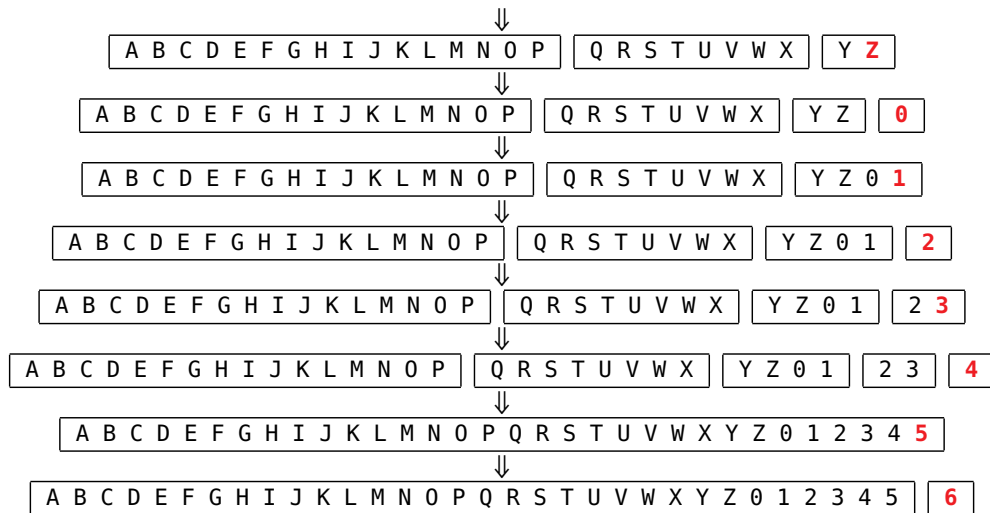 ⇓
A B C D E F G H I J K L M N O P Q R S T U V W X Y Z
⇓
A B C D E F G H I J K L M N O P Q R S T U V W X Y Z 0
⇓
A B C D E F G H I J K L M N O P Q R S T U V W X Y Z 0 1
⇓
A B C D E F G H I J K L M N O P Q R S T U V W X Y Z 0 1 2
⇓
A B C D E F G H I J K L M N O P Q R S T U V W X Y Z 0 1 2 3
⇓
A B C D E F G H I J K L M N O P Q R S T U V W X Y Z 0 1 2 3 4
⇓
A B C D E F G H I J K L M N O P Q R S T U V W X Y Z 0 1 2 3 4 5
⇓
A B C D E F G H I J K L M N O P Q R S T U V W X Y Z 0 1 2 3 4 5 6